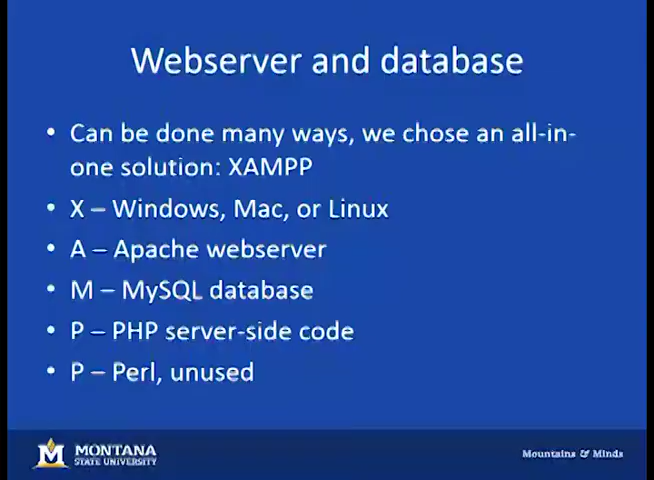 Webserver and database
• Can be done many ways, we chose an all-in-
one solution: XAMPP
• X – Windows, Mac, or Linux
• A – Apache webserver
• M – MySQL database
• P – PHP server-side code
• P – Perl, unused
M
MONTANA
STATE UNIVERSITY
Mountains & Minds